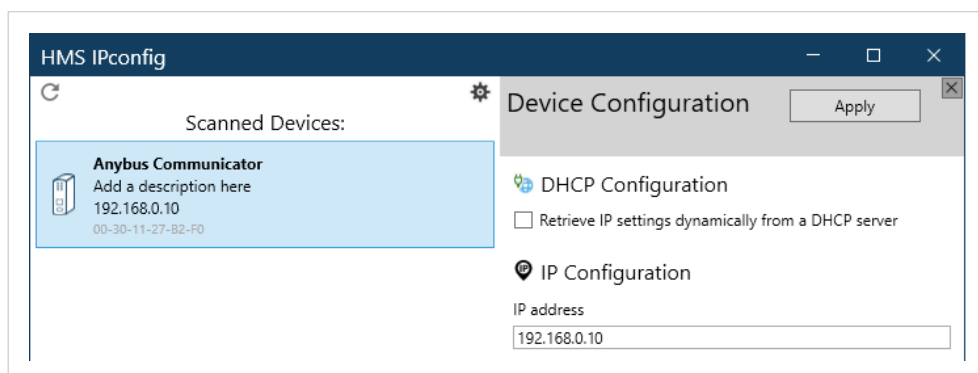 HMS IPconfig
Scanned Devices:
Anybus Communicator
Add a description here
192.168.0.10
00-30-11-27-B2-F0
Device Configuration
Apply
DHCP Configuration
Retrieve IP settings dynamically from a DHCP server
IP
IP Configuration
IP address
192.168.0.10